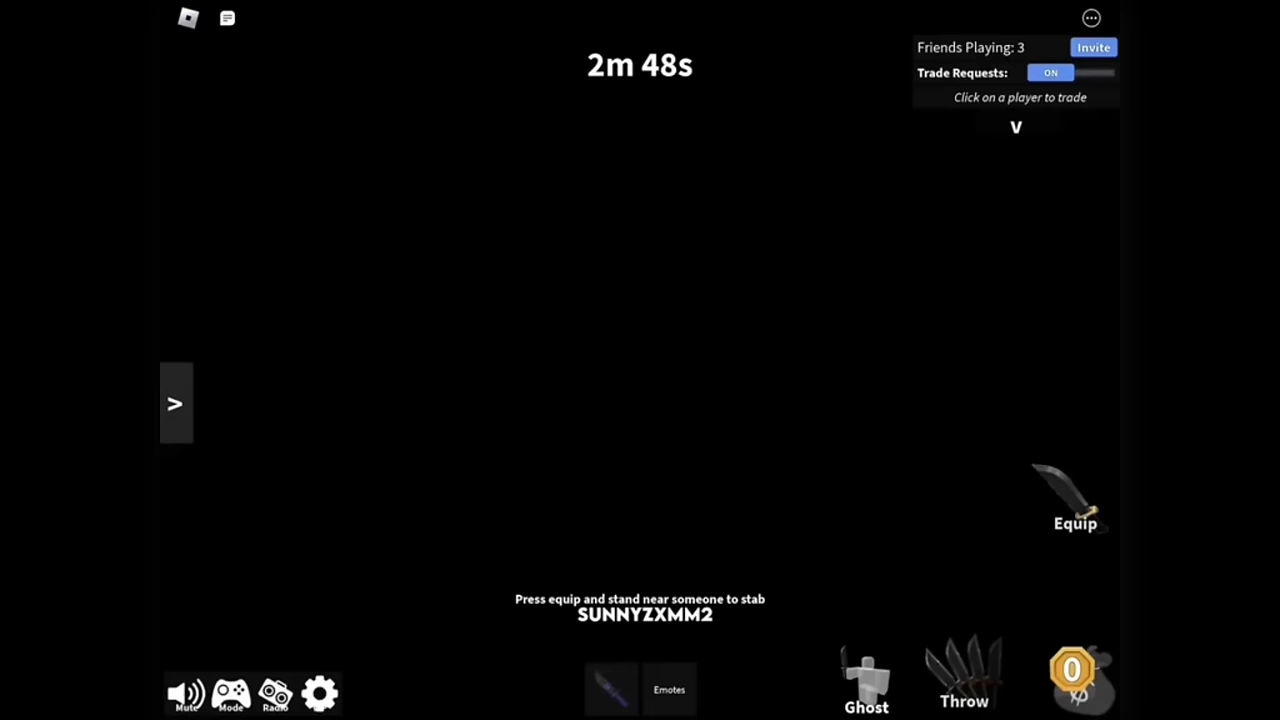 2m 48s
Friends Playing: 3
Invite
Trade Requests:
ON
Click on a player to trade
v
>
Equip
Press equip and stand near someone to stab
SUNNYZXMM2
Mute
Mode
Radio
Emotes
Ghost
Throw
0